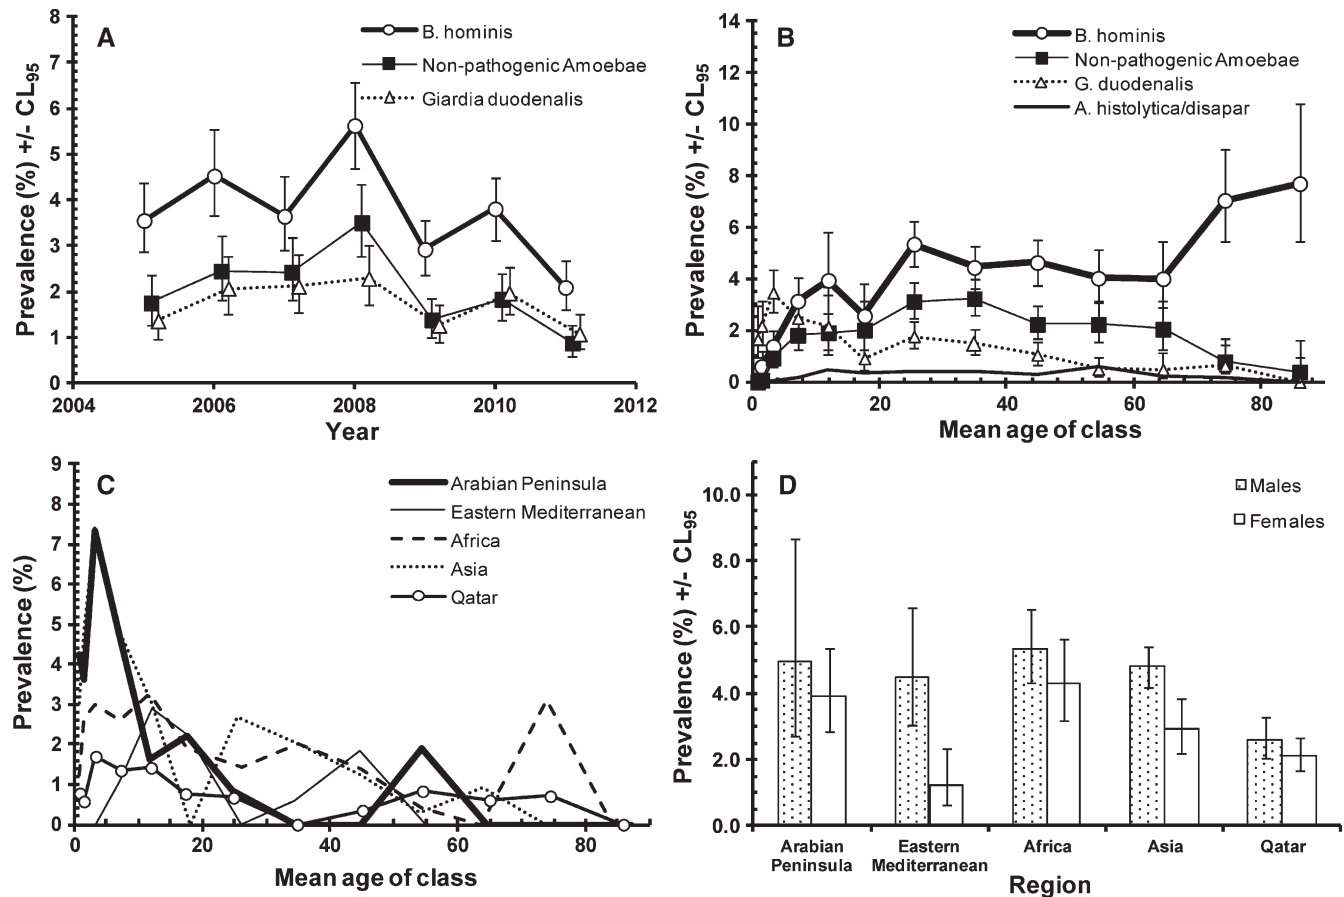 A
B. hominis
Non-pathogenic Amoebae
Giardia duodenalis
Prevalence (%) +/- CL95
8
7
6
5
4
3
2
1
0
2004 2006 2008 2010 2012
Year
B
B. hominis
Non-pathogenic Amoebae
G. duodenalis
A. histolytica/disapar
Prevalence (%) +/- CL95
14
12
10
8
6
4
2
0
0 20 40 60 80
Mean age of class
C
Arabian Peninsula
Eastern Mediterranean
Africa
Asia
Qatar
Prevalence (%)
9
8
7
6
5
4
3
2
1
0
0 20 40 60 80
Mean age of class
D
Males
Females
Prevalence (%) +/- CL95
10.0
8.0
6.0
4.0
2.0
0.0
Arabian Eastern Africa Asia Qatar
Peninsula Mediterranean
Region